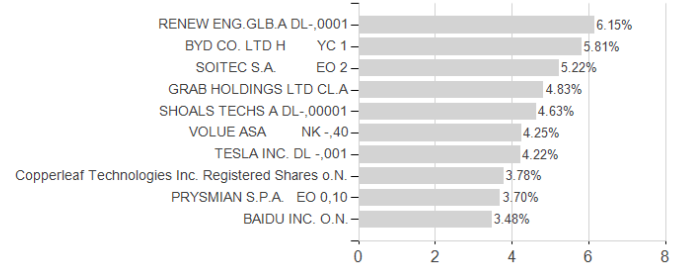 RENEW ENG.GLB.A DL-,0001 6.15%
BYD CO. LTD H YC 1 5.81%
SOITEC S.A. EO 2 5.22%
GRAB HOLDINGS LTD CL.A 4.83%
SHOALS TECHS A DL-,00001 4.63%
VOLUE ASA NK -,40 4.25%
TESLA INC. DL -,001 4.22%
Copperleaf Technologies Inc. Registered Shares o.N. 3.78%
PRYSMIAN S.P.A. EO 0,10 3.70%
BAIDU INC. O.N. 3.48%
0 2 4 6 8